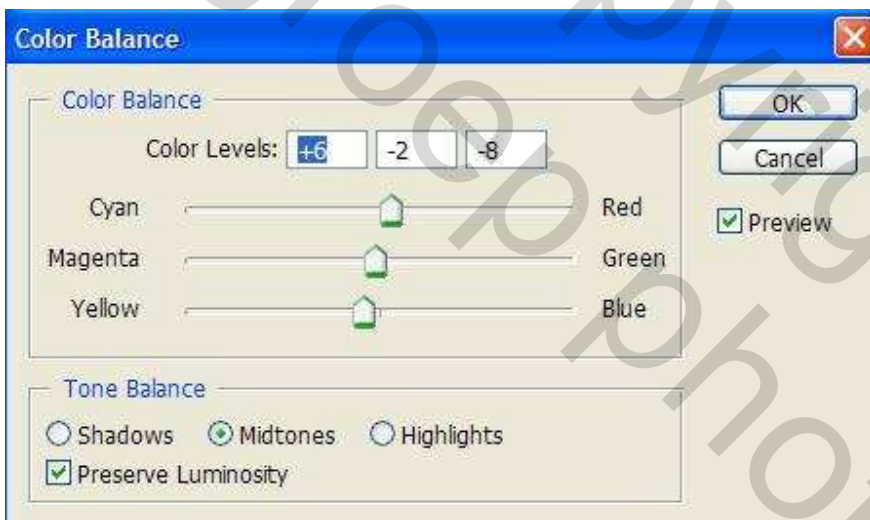 Color Balance
Color Balance
Color Levels: +6 -2 -8
Cyan Red
Magenta Green
Yellow Blue
OK
Cancel
Preview
Tone Balance
Shadows Midtones Highlights
Preserve Luminosity